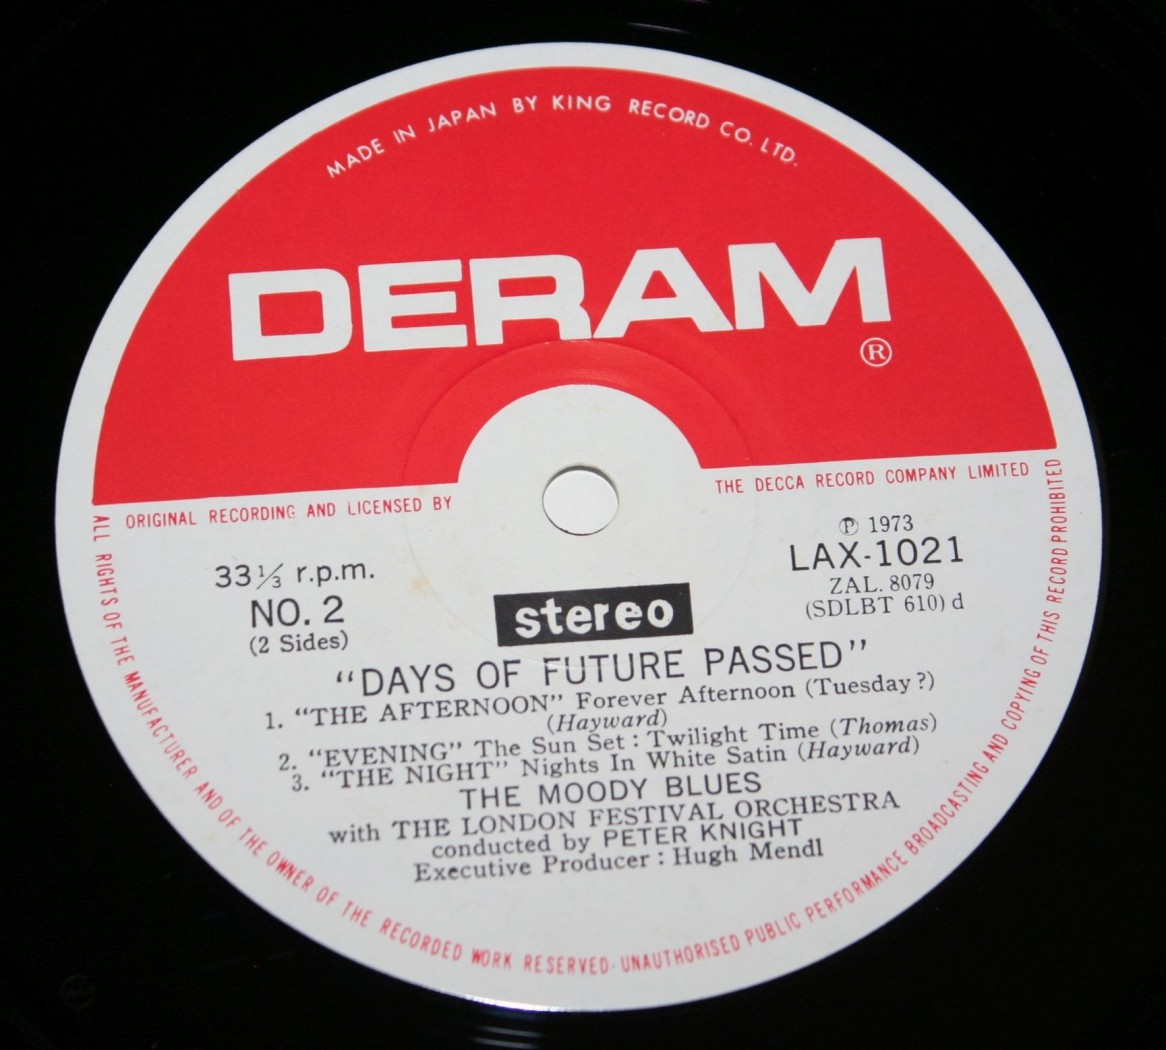 MADE IN JAPAN BY KING RECORD CO. LTD.
DERAM
®
ORIGINAL RECORDING AND LICENSED BY THE DECCA RECORD COMPANY LIMITED
33 1/3 r.p.m.
NO. 2
(2 Sides)
℗ 1973
LAX-1021
ZAL. 8079
(SDLBT 610) d
stereo
“DAYS OF FUTURE PASSED”
1. “THE AFTERNOON” Forever Afternoon (Tuesday?)
(Hayward)
2. “EVENING” The Sun Set : Twilight Time (Thomas)
3. “THE NIGHT” Nights In White Satin (Hayward)
THE MOODY BLUES
with THE LONDON FESTIVAL ORCHESTRA
conducted by PETER KNIGHT
Executive Producer : Hugh Mendl
ALL RIGHTS OF THE MANUFACTURER AND OF THE OWNER OF THE RECORDED WORK RESERVED· UNAUTHORISED PUBLIC PERFORMANCE BROADCASTING AND COPYING OF THIS RECORD PROHIBITED